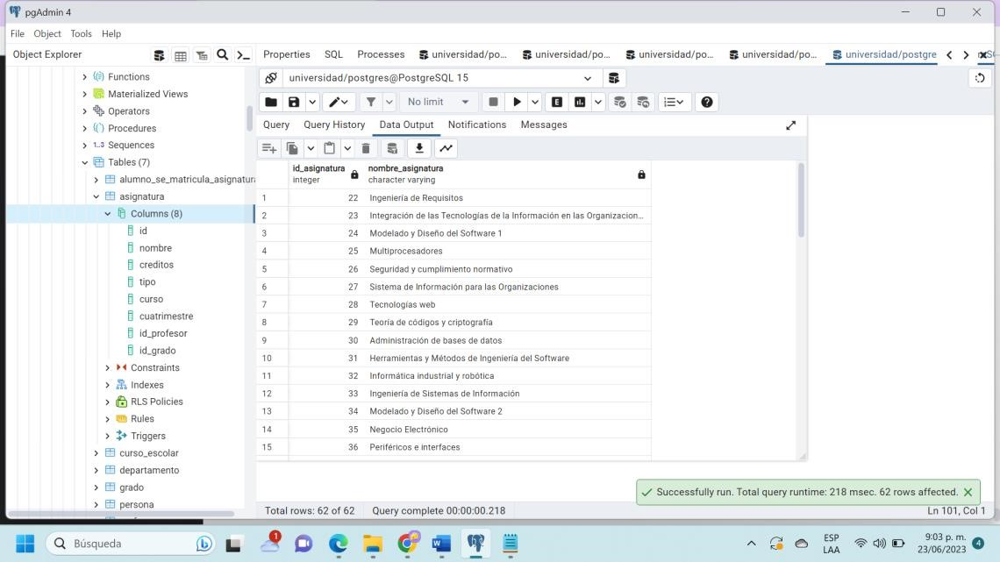 pgAdmin 4
File Object Tools Help
Object Explorer
Properties SQL Processes universidad/po... universidad/po... universidad/po... universidad/po... universidad/postgre
universidad/postgres@PostgreSQL 15
No limit
E
Query Query History Data Output Notifications Messages
Functions
Materialized Views
Operators
Procedures
1..3 Sequences
Tables (7)
alumno_se_matricula_asignatura
asignatura
Columns (8)
id
nombre
creditos
tipo
curso
cuatrimestre
id_profesor
id_grado
Constraints
Indexes
RLS Policies
Rules
Triggers
curso_escolar
departamento
grado
persona
id_asignatura nombre_asignatura
integer character varying
1 22 Ingeniería de Requisitos
2 23 Integración de las Tecnologías de la Información en las Organizacion...
3 24 Modelado y Diseño del Software 1
4 25 Multiprocesadores
5 26 Seguridad y cumplimiento normativo
6 27 Sistema de Información para las Organizaciones
7 28 Tecnologías web
8 29 Teoría de códigos y criptografía
9 30 Administración de bases de datos
10 31 Herramientas y Métodos de Ingeniería del Software
11 32 Informática industrial y robótica
12 33 Ingeniería de Sistemas de Información
13 34 Modelado y Diseño del Software 2
14 35 Negocio Electrónico
15 36 Periféricos e interfaces
Successfully run. Total query runtime: 218 msec. 62 rows affected.
Total rows: 62 of 62 Query complete 00:00:00.218 Ln 101, Col 1
Búsqueda
1
ESP
LAA
9:03 p. m.
23/06/2023
4